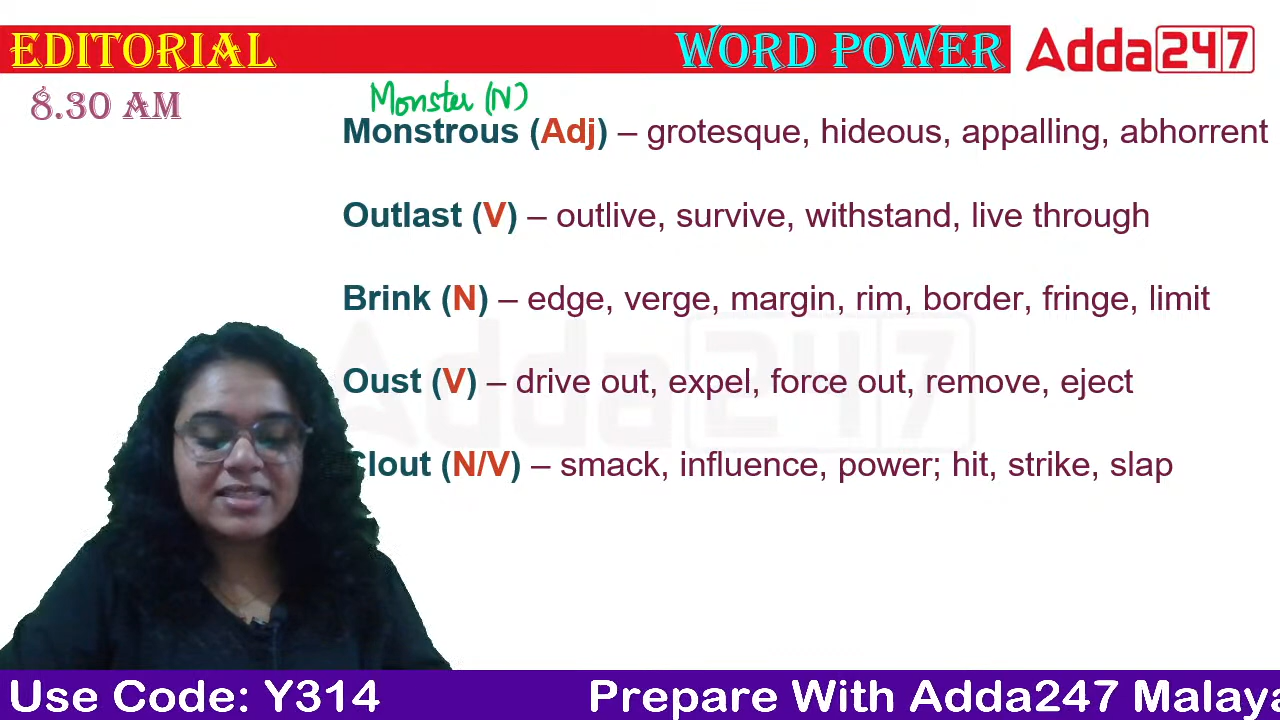 EDITORIAL
WORD POWER
Adda247
8.30 AM
Monster (N)
Monstrous (Adj) – grotesque, hideous, appalling, abhorrent
Outlast (V) – outlive, survive, withstand, live through
Brink (N) – edge, verge, margin, rim, border, fringe, limit
Adda247
Oust (V) – drive out, expel, force out, remove, eject
Clout (N/V) – smack, influence, power; hit, strike, slap
Use Code: Y314
Prepare With Adda247 Malaya